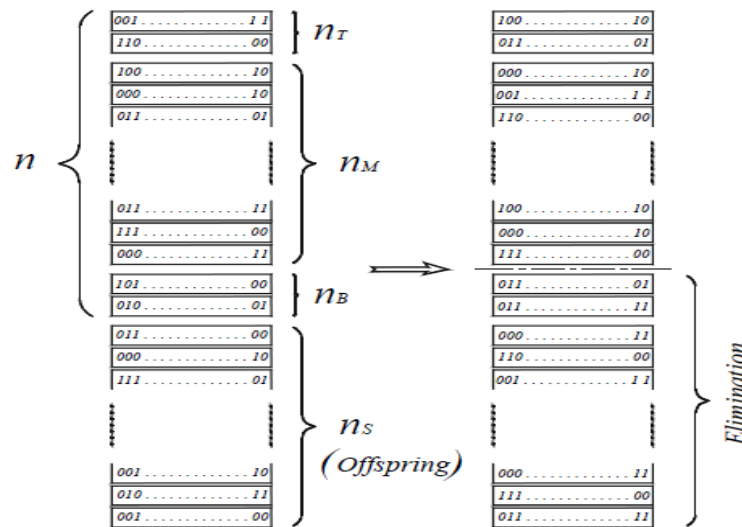 n
001 . . . . . . . . . . . . 1 1
110 . . . . . . . . . . . . 00
n_T
100 . . . . . . . . . . . . 10
000 . . . . . . . . . . . . 10
011 . . . . . . . . . . . . 01
n_M
011 . . . . . . . . . . . . 11
111 . . . . . . . . . . . . 00
000 . . . . . . . . . . . . 11
101 . . . . . . . . . . . . 00
010 . . . . . . . . . . . . 01
n_B
011 . . . . . . . . . . . . 00
000 . . . . . . . . . . . . 10
111 . . . . . . . . . . . . 01
n_S
(Offspring)
001 . . . . . . . . . . . . 10
010 . . . . . . . . . . . . 11
001 . . . . . . . . . . . . 00
100 . . . . . . . . . . . . 10
011 . . . . . . . . . . . . 01
000 . . . . . . . . . . . . 10
001 . . . . . . . . . . . . 1 1
110 . . . . . . . . . . . . 00
100 . . . . . . . . . . . . 10
000 . . . . . . . . . . . . 10
111 . . . . . . . . . . . . 00
011 . . . . . . . . . . . . 01
011 . . . . . . . . . . . . 11
000 . . . . . . . . . . . . 11
110 . . . . . . . . . . . . 00
001 . . . . . . . . . . . . 1 1
Elimination
000 . . . . . . . . . . . . 11
111 . . . . . . . . . . . . 00
011 . . . . . . . . . . . . 11